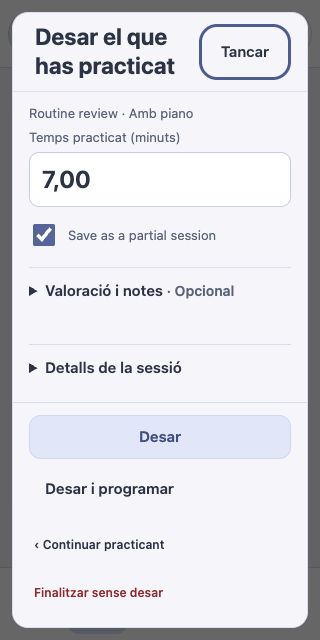 Desar el que
has practicat
Tancar
Routine review · Amb piano
Temps practicat (minuts)
7,00
Save as a partial session
▶ Valoració i notes · Opcional
▶ Detalls de la sessió
Desar
Desar i programar
‹ Continuar practicant
Finalitzar sense desar